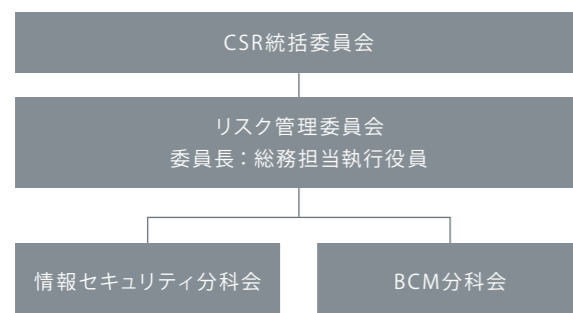 CSR統括委員会
リスク管理委員会
委員長：総務担当執行役員
情報セキュリティ分科会
BCM分科会